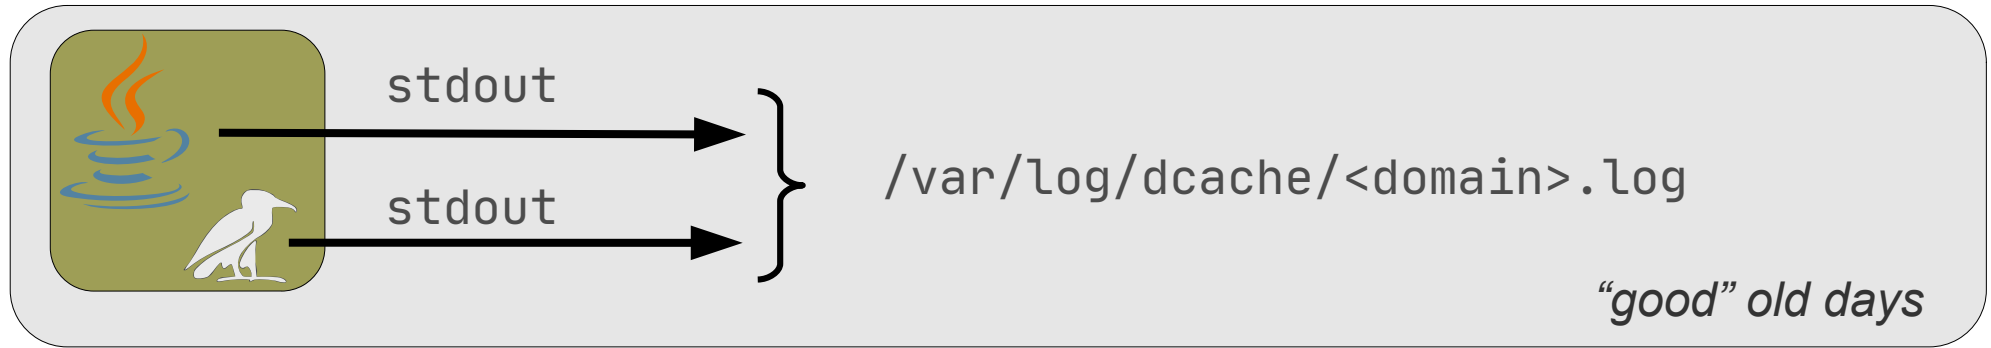 stdout
stdout
/var/log/dcache/<domain>.log
“good” old days